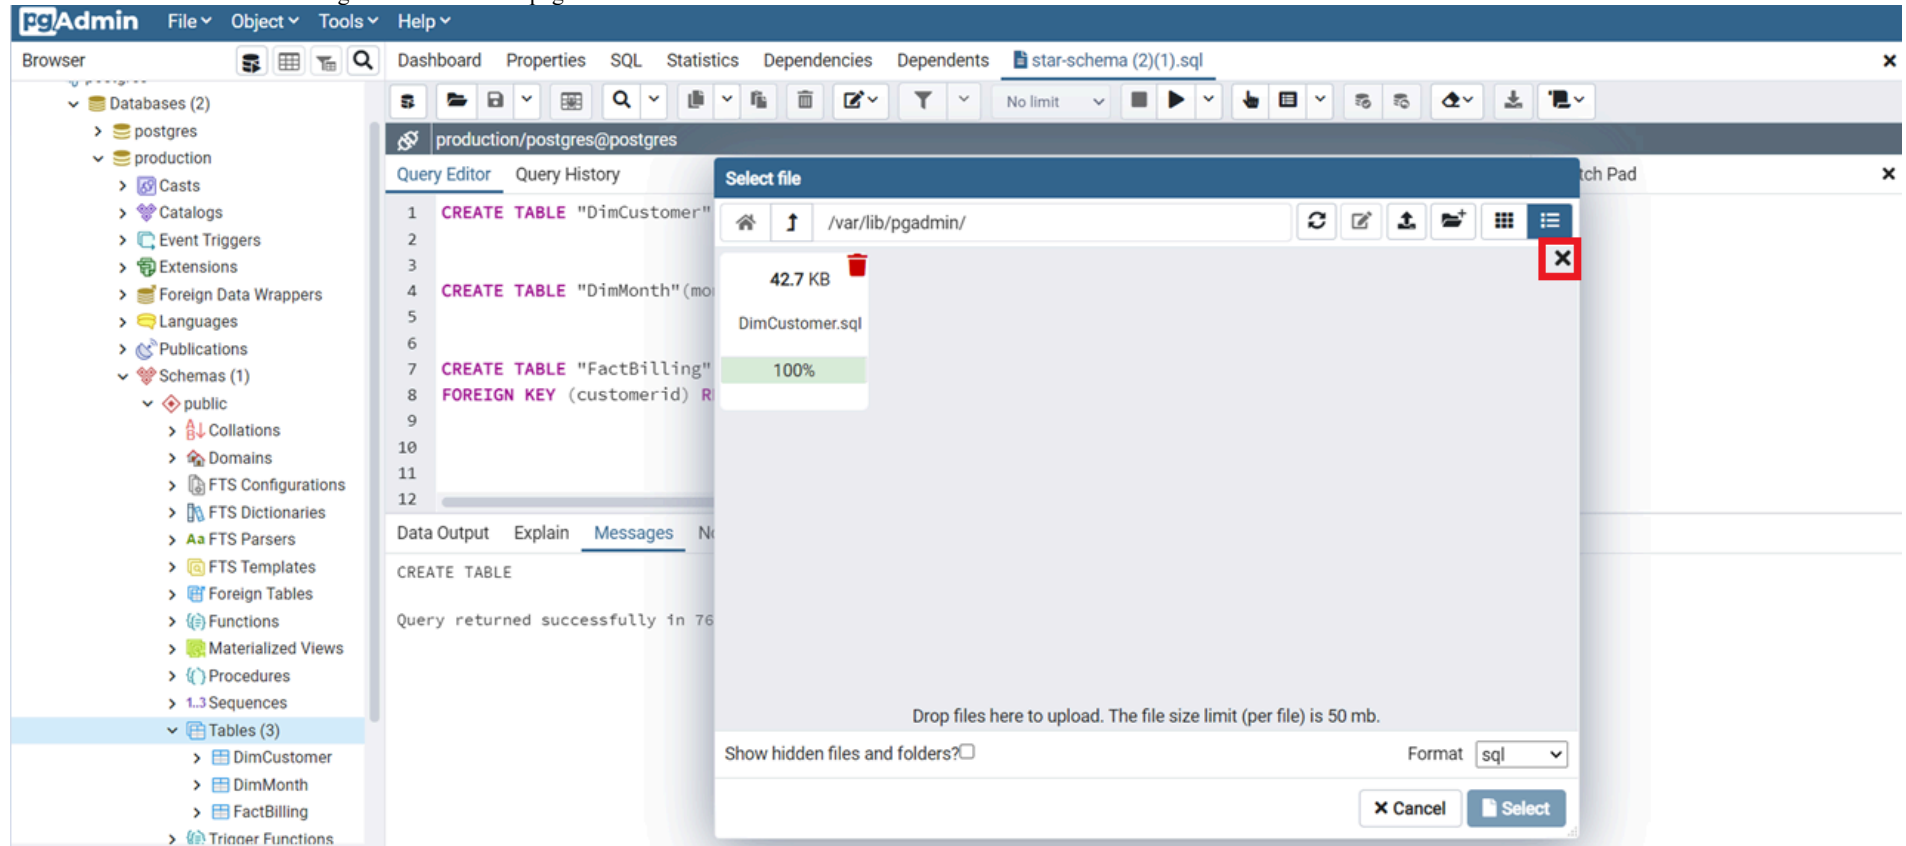 pgAdmin File Object Tools Help
Browser
Dashboard Properties SQL Statistics Dependencies Dependents star-schema (2)(1).sql
Databases (2)
No limit
postgres
production/postgres@postgres
production
Query Editor Query History
Select file
tch Pad
Casts
Catalogs
Event Triggers
Extensions
Foreign Data Wrappers
Languages
Publications
Schemas (1)
public
Collations
Domains
FTS Configurations
FTS Dictionaries
Aa FTS Parsers
FTS Templates
Foreign Tables
Functions
Materialized Views
Procedures
1..3 Sequences
Tables (3)
DimCustomer
DimMonth
FactBilling
Trigger Functions
1 CREATE TABLE "DimCustomer"
2
3
4 CREATE TABLE "DimMonth"(mo
5
6
7 CREATE TABLE "FactBilling"
8 FOREIGN KEY (customerid) R
9
10
11
12
Data Output Explain Messages No
CREATE TABLE
Query returned successfully in 76
/var/lib/pgadmin/
42.7 KB
DimCustomer.sql
100%
Drop files here to upload. The file size limit (per file) is 50 mb.
Show hidden files and folders?
Format sql
Cancel Select